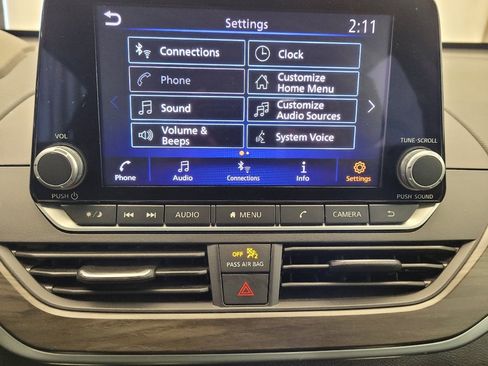 Settings
2:11
Connections
Clock
Phone
Customize
Home Menu
Sound
Customize
Audio Sources
Volume &
Beeps
System Voice
VOL
TUNE·SCROLL
Phone
Audio
Connections
Info
Settings
PUSH
PUSH SOUND
AUDIO
MENU
CAMERA
OFF
PASS AIR BAG